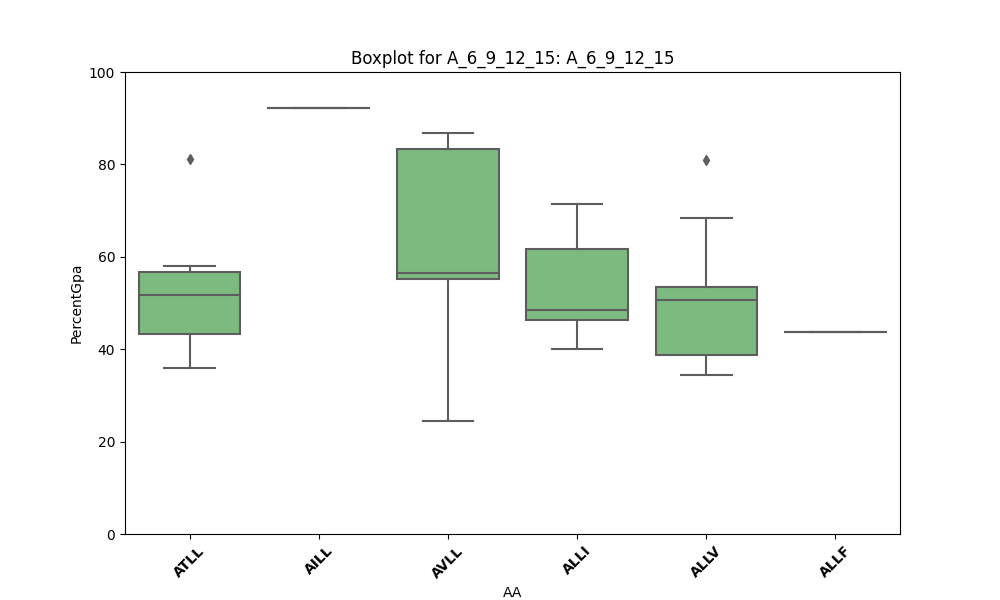 Boxplot for A_6_9_12_15: A_6_9_12_15
PercentGpa
100
80
60
40
20
0
ATLL
AILL
AVLL
ALLI
ALLV
ALLF
AA